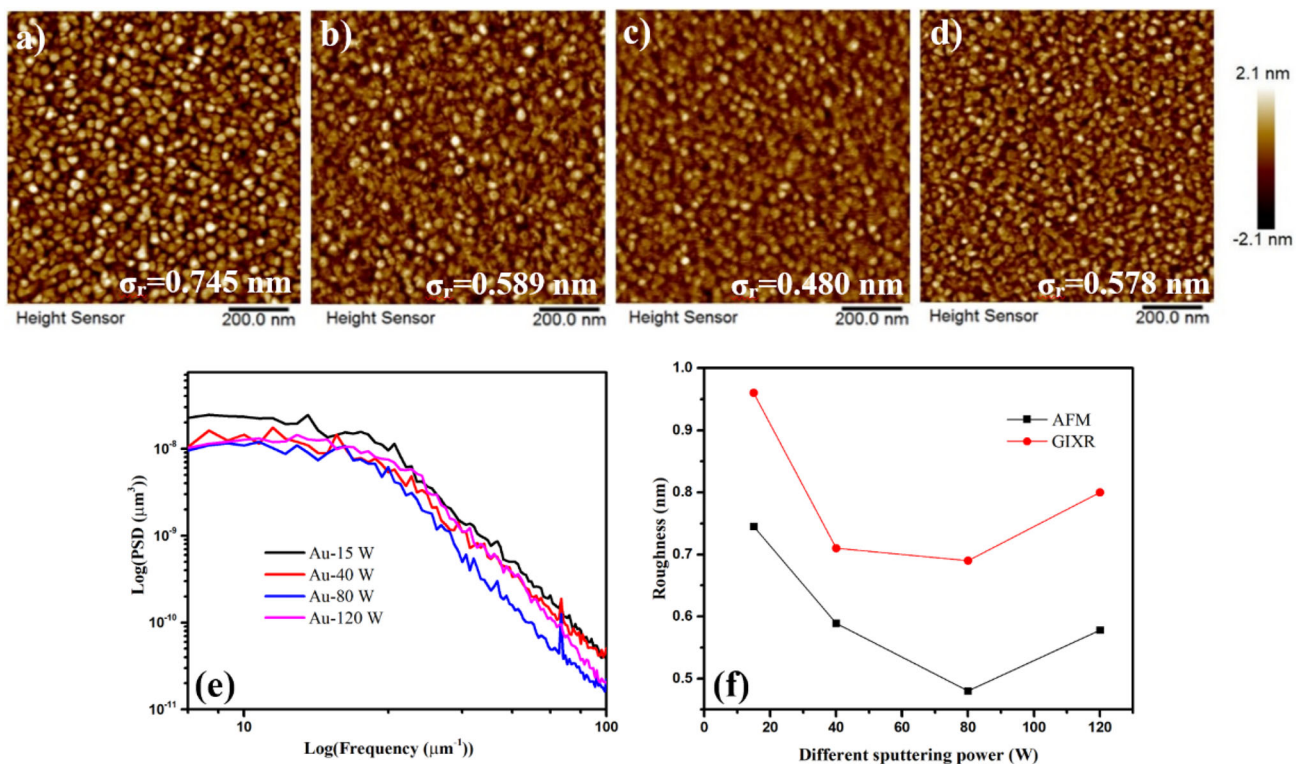 a)
b)
c)
d)
2.1 nm
-2.1 nm
σᵣ=0.745 nm
σᵣ=0.589 nm
σᵣ=0.480 nm
σᵣ=0.578 nm
Height Sensor
200.0 nm
Height Sensor
200.0 nm
Height Sensor
200.0 nm
Height Sensor
200.0 nm
Log(PSD (μm³))
10⁻⁸
10⁻⁹
10⁻¹⁰
10⁻¹¹
Au-15 W
Au-40 W
Au-80 W
Au-120 W
(e)
10
100
Log(Frequency (μm⁻¹))
Roughness (nm)
1.0
0.9
0.8
0.7
0.6
0.5
AFM
GIXR
(f)
0
20
40
60
80
100
120
Different sputtering power (W)